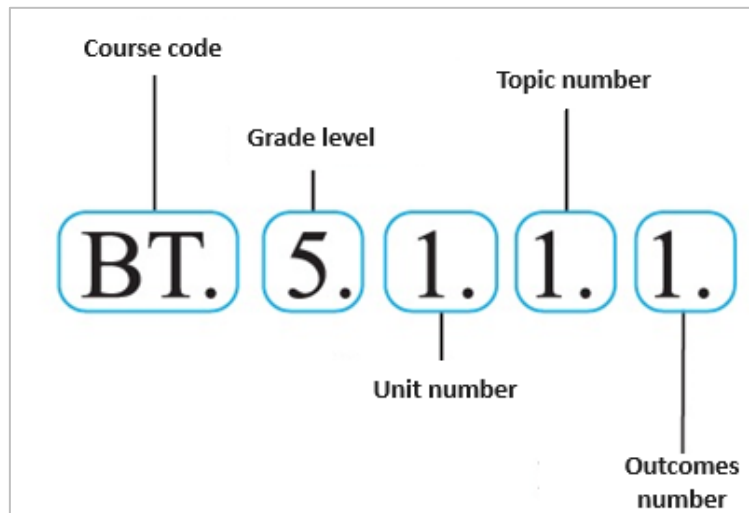 Course code
Topic number
Grade level
BT. 5. 1. 1. 1.
Unit number
Outcomes
number